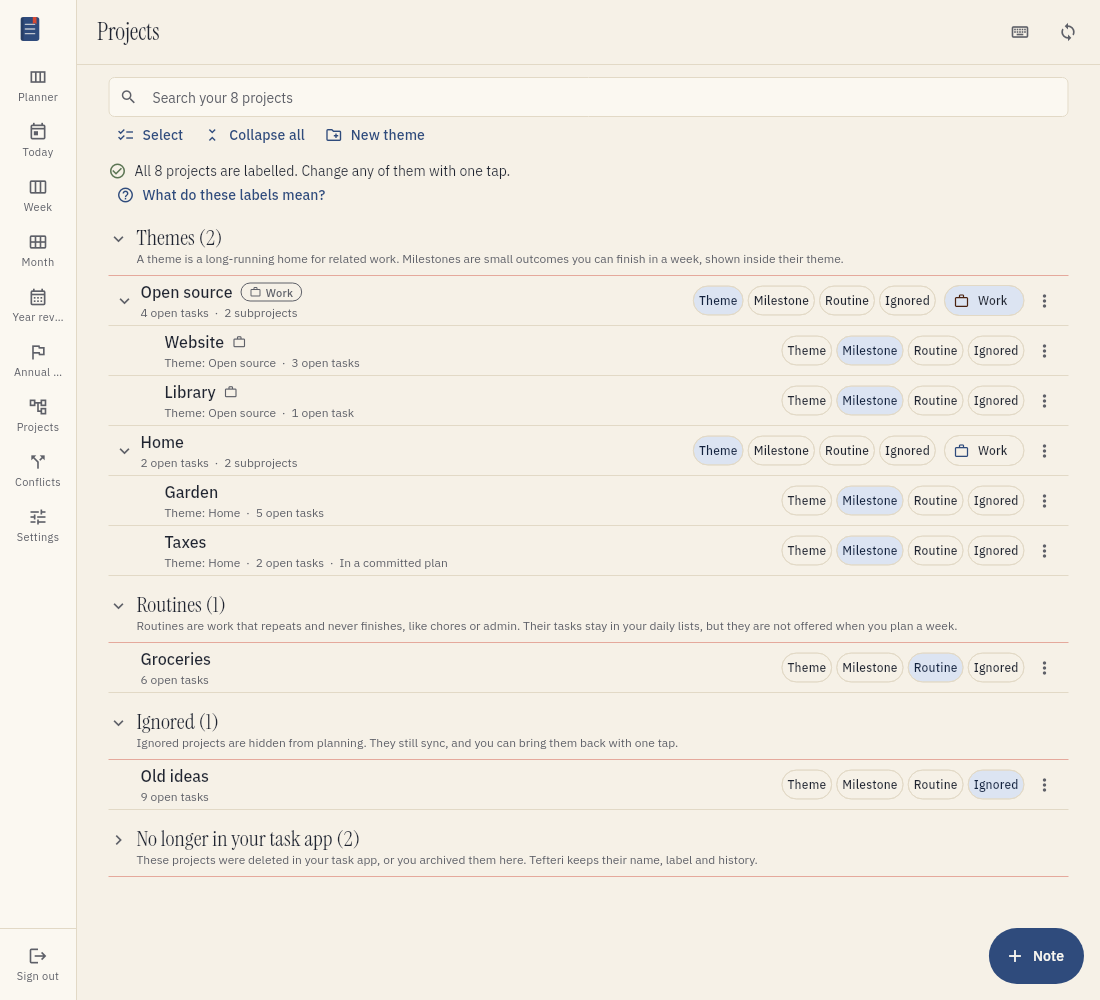 Projects
Planner
Today
Week
Month
Year rev...
Annual ...
Projects
Conflicts
Settings
Sign out
Search your 8 projects
Select Collapse all New theme
All 8 projects are labelled. Change any of them with one tap.
What do these labels mean?
Themes (2)
A theme is a long-running home for related work. Milestones are small outcomes you can finish in a week, shown inside their theme.
Open source Work Theme Milestone Routine Ignored Work
4 open tasks · 2 subprojects
Website Theme Milestone Routine Ignored
Theme: Open source · 3 open tasks
Library Theme Milestone Routine Ignored
Theme: Open source · 1 open task
Home Theme Milestone Routine Ignored Work
2 open tasks · 2 subprojects
Garden Theme Milestone Routine Ignored
Theme: Home · 5 open tasks
Taxes Theme Milestone Routine Ignored
Theme: Home · 2 open tasks · In a committed plan
Routines (1)
Routines are work that repeats and never finishes, like chores or admin. Their tasks stay in your daily lists, but they are not offered when you plan a week.
Groceries Theme Milestone Routine Ignored
6 open tasks
Ignored (1)
Ignored projects are hidden from planning. They still sync, and you can bring them back with one tap.
Old ideas Theme Milestone Routine Ignored
9 open tasks
No longer in your task app (2)
These projects were deleted in your task app, or you archived them here. Tefteri keeps their name, label and history.
Note